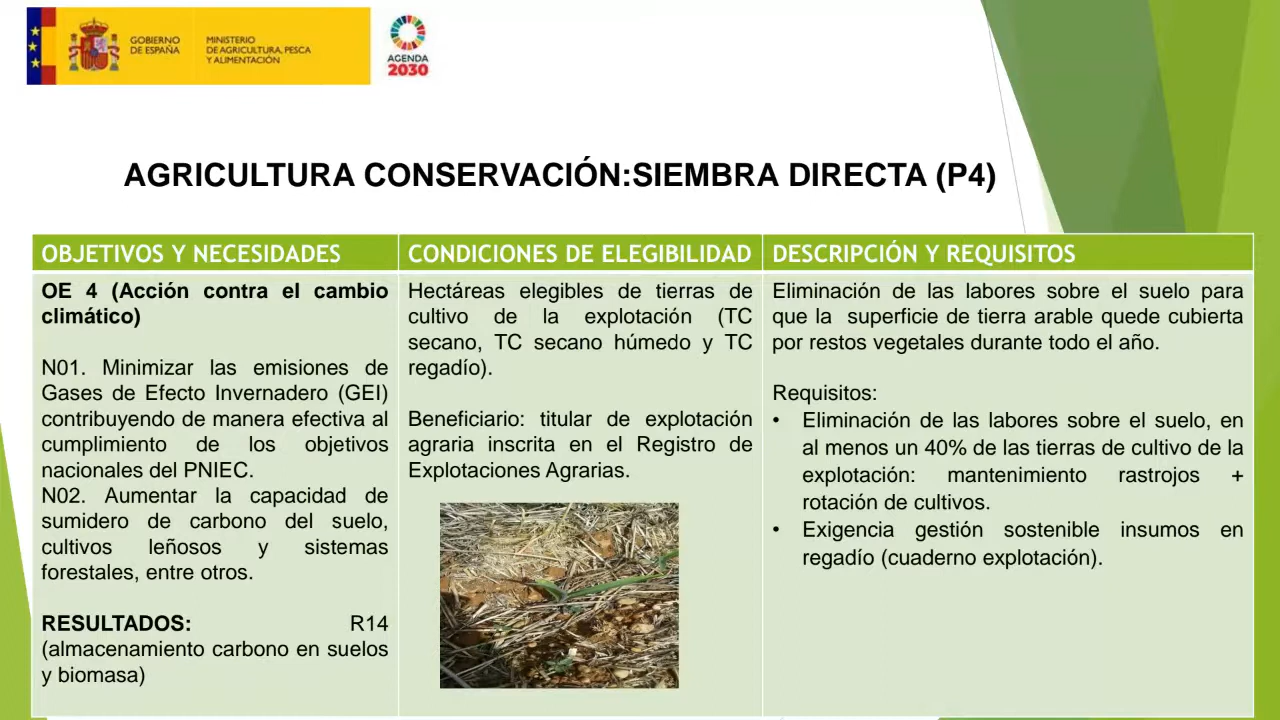 GOBIERNO
DE ESPAÑA
MINISTERIO
DE AGRICULTURA, PESCA
Y ALIMENTACIÓN
AGENDA
2030
AGRICULTURA CONSERVACIÓN:SIEMBRA DIRECTA (P4)
OBJETIVOS Y NECESIDADES
OE 4 (Acción contra el cambio
climático)
N01. Minimizar las emisiones de
Gases de Efecto Invernadero (GEI)
contribuyendo de manera efectiva al
cumplimiento de los objetivos
nacionales del PNIEC.
N02. Aumentar la capacidad de
sumidero de carbono del suelo,
cultivos leñosos y sistemas
forestales, entre otros.
RESULTADOS: R14
(almacenamiento carbono en suelos
y biomasa)
CONDICIONES DE ELEGIBILIDAD
Hectáreas elegibles de tierras de
cultivo de la explotación (TC
secano, TC secano húmedo y TC
regadío).
Beneficiario: titular de explotación
agraria inscrita en el Registro de
Explotaciones Agrarias.
DESCRIPCIÓN Y REQUISITOS
Eliminación de las labores sobre el suelo para
que la superficie de tierra arable quede cubierta
por restos vegetales durante todo el año.
Requisitos:
• Eliminación de las labores sobre el suelo, en
al menos un 40% de las tierras de cultivo de la
explotación: mantenimiento rastrojos +
rotación de cultivos.
• Exigencia gestión sostenible insumos en
regadío (cuaderno explotación).